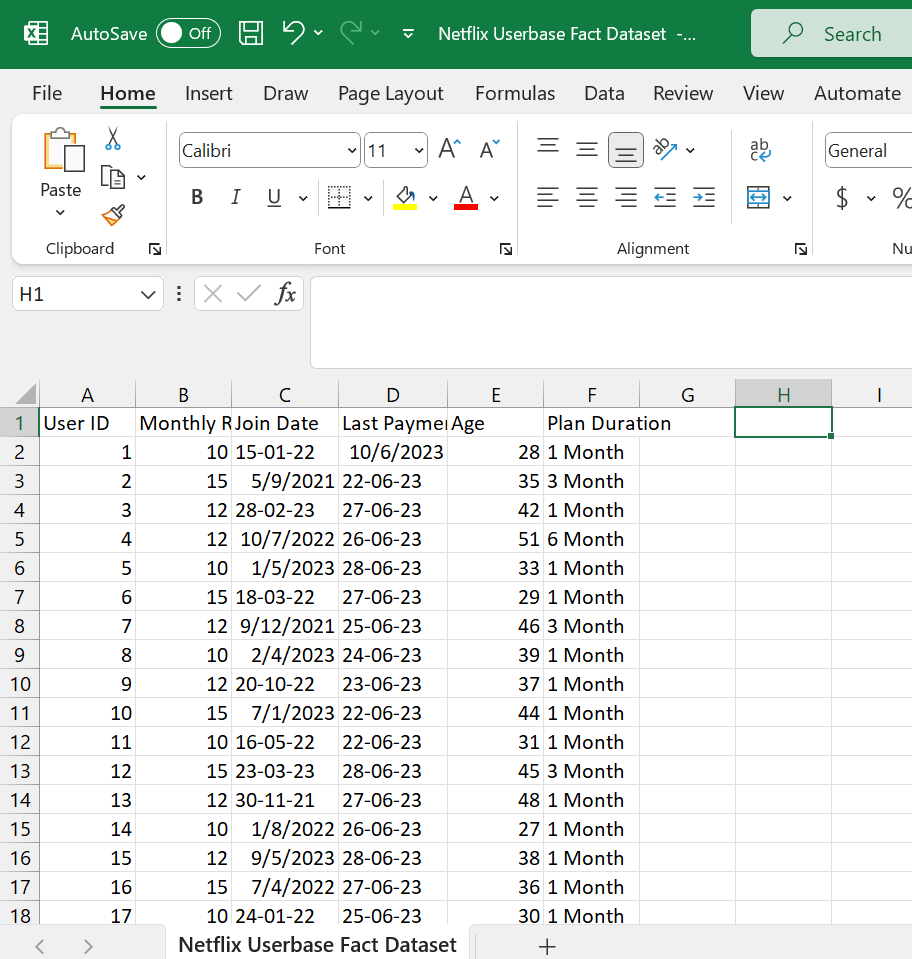 AutoSave Off Netflix Userbase Fact Dataset -... Search
File Home Insert Draw Page Layout Formulas Data Review View Automate
Calibri 11 A A ab c General
Paste B I U A $ %
Clipboard Font Alignment Nu
H1 fx
A B C D E F G H I
1 User ID Monthly R Join Date Last Paymer Age Plan Duration
2 1 10 15-01-22 10/6/2023 28 1 Month
3 2 15 5/9/2021 22-06-23 35 3 Month
4 3 12 28-02-23 27-06-23 42 1 Month
5 4 12 10/7/2022 26-06-23 51 6 Month
6 5 10 1/5/2023 28-06-23 33 1 Month
7 6 15 18-03-22 27-06-23 29 1 Month
8 7 12 9/12/2021 25-06-23 46 3 Month
9 8 10 2/4/2023 24-06-23 39 1 Month
10 9 12 20-10-22 23-06-23 37 1 Month
11 10 15 7/1/2023 22-06-23 44 1 Month
12 11 10 16-05-22 22-06-23 31 1 Month
13 12 15 23-03-23 28-06-23 45 3 Month
14 13 12 30-11-21 27-06-23 48 1 Month
15 14 10 1/8/2022 26-06-23 27 1 Month
16 15 12 9/5/2023 28-06-23 38 1 Month
17 16 15 7/4/2022 27-06-23 36 1 Month
18 17 10 24-01-22 25-06-23 30 1 Month
Netflix Userbase Fact Dataset